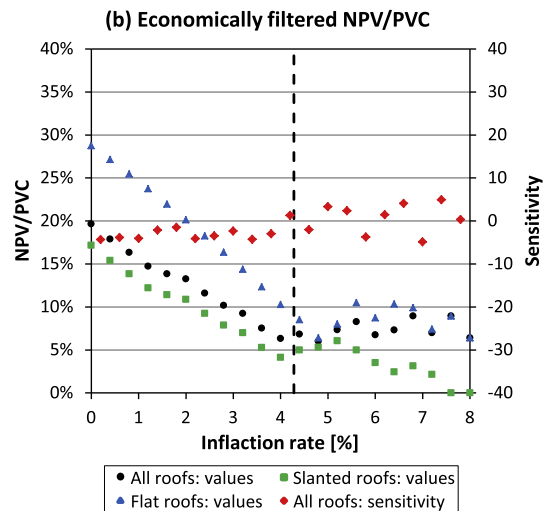 (b) Economically filtered NPV/PVC
40%
35%
30%
25%
20%
15%
10%
5%
0%
NPV/PVC
40
30
20
10
0
-10
-20
-30
-40
Sensitivity
0 1 2 3 4 5 6 7 8
Inflaction rate [%]
All roofs: values
Slanted roofs: values
Flat roofs: values
All roofs: sensitivity